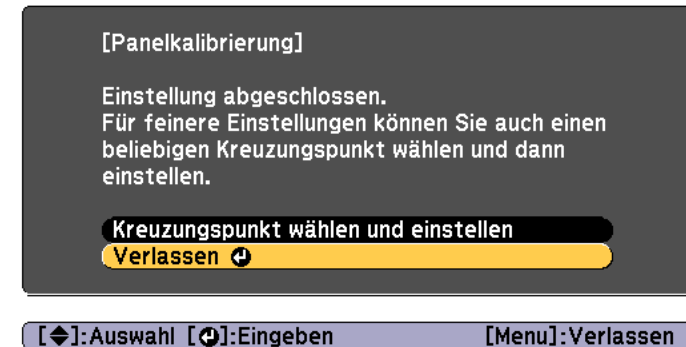 [Panelkalibrierung]
Einstellung abgeschlossen.
Für feinere Einstellungen können Sie auch einen
beliebigen Kreuzungspunkt wählen und dann
einstellen.
Kreuzungspunkt wählen und einstellen
Verlassen
[◆]:Auswahl [↵]:Eingeben [Menu]:Verlassen